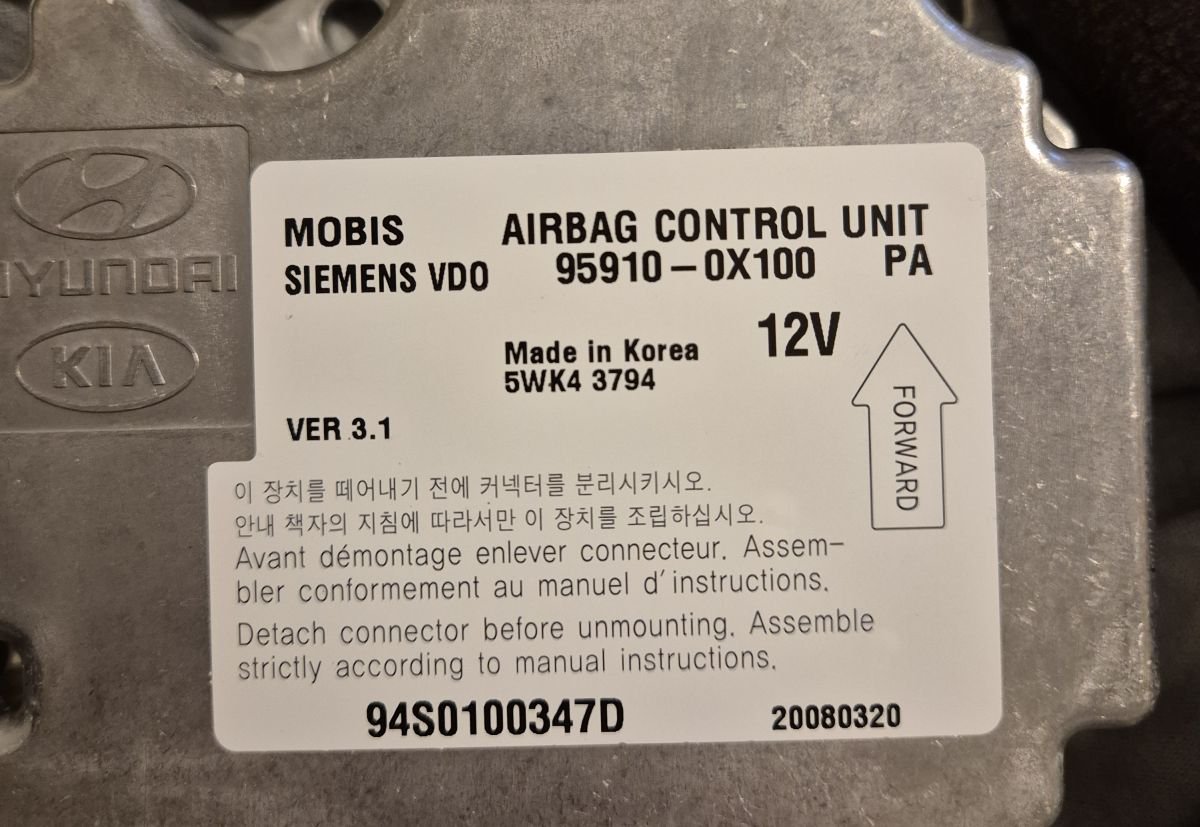 MOBIS AIRBAG CONTROL UNIT
SIEMENS VDO 95910-0X100 PA
12V
Made in Korea
5WK4 3794
FORWARD
HYUNDAI
KIA
VER 3.1
이 장치를 떼어내기 전에 커넥터를 분리시키시오.
안내 책자의 지침에 따라서만 이 장치를 조립하십시오.
Avant démontage enlever connecteur. Assem-
bler conformement au manuel d'instructions.
Detach connector before unmounting. Assemble
strictly according to manual instructions.
94S0100347D 20080320